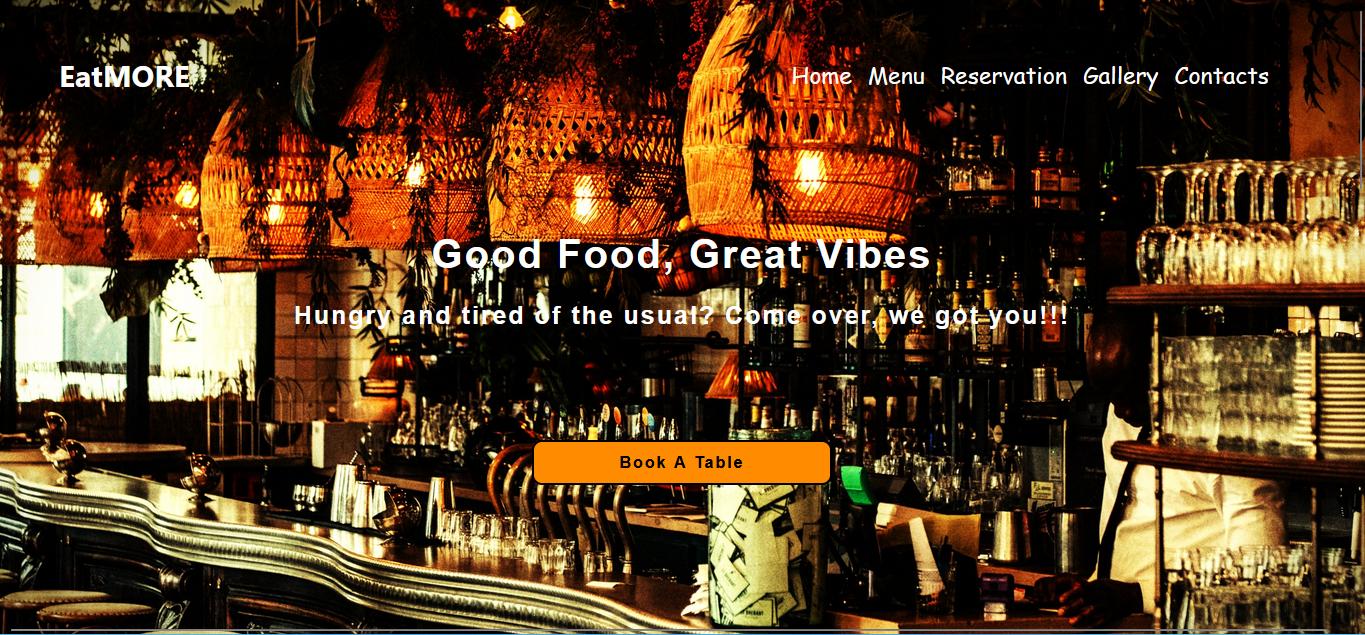 EatMORE
Home Menu Reservation Gallery Contacts
Good Food, Great Vibes
Hungry and tired of the usual? Come over, we got you!!!
Book A Table